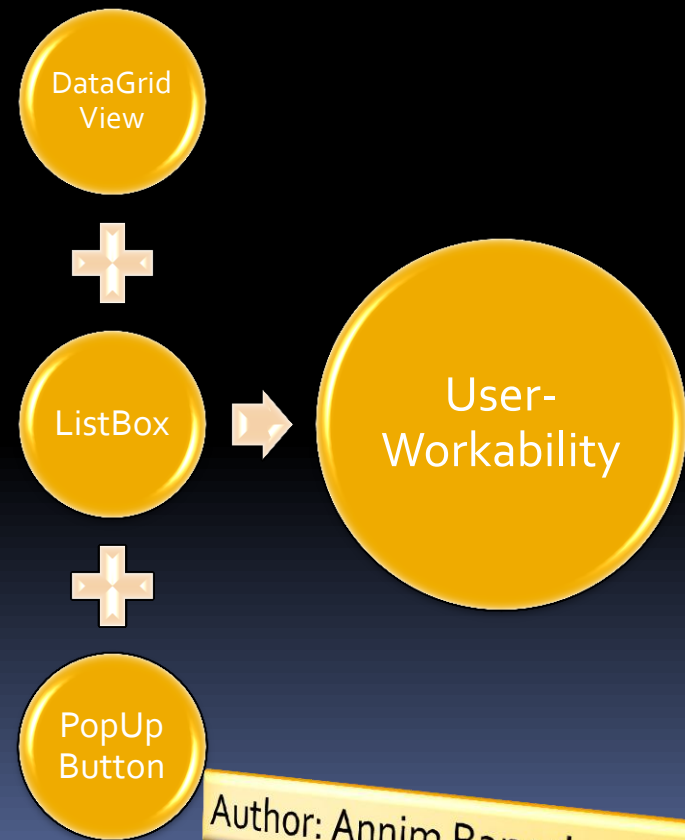 DataGrid
View
ListBox
User-
Workability
PopUp
Button
Author: Annim